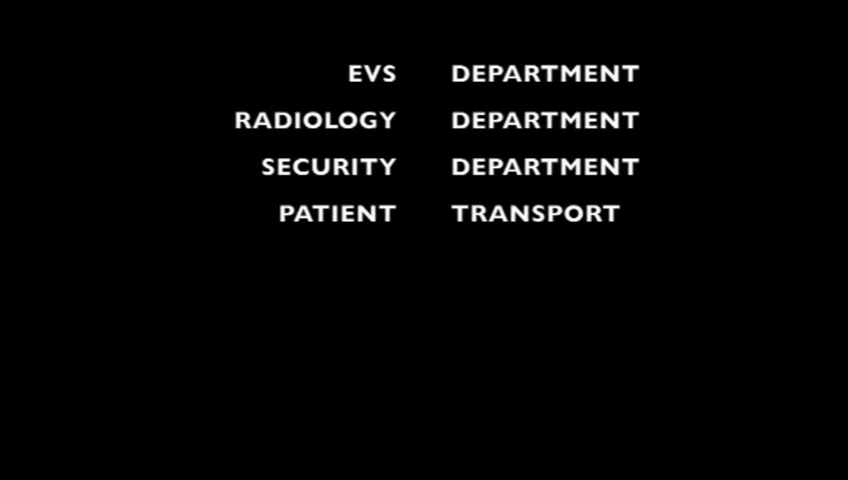 EVS DEPARTMENT
RADIOLOGY DEPARTMENT
SECURITY DEPARTMENT
PATIENT TRANSPORT